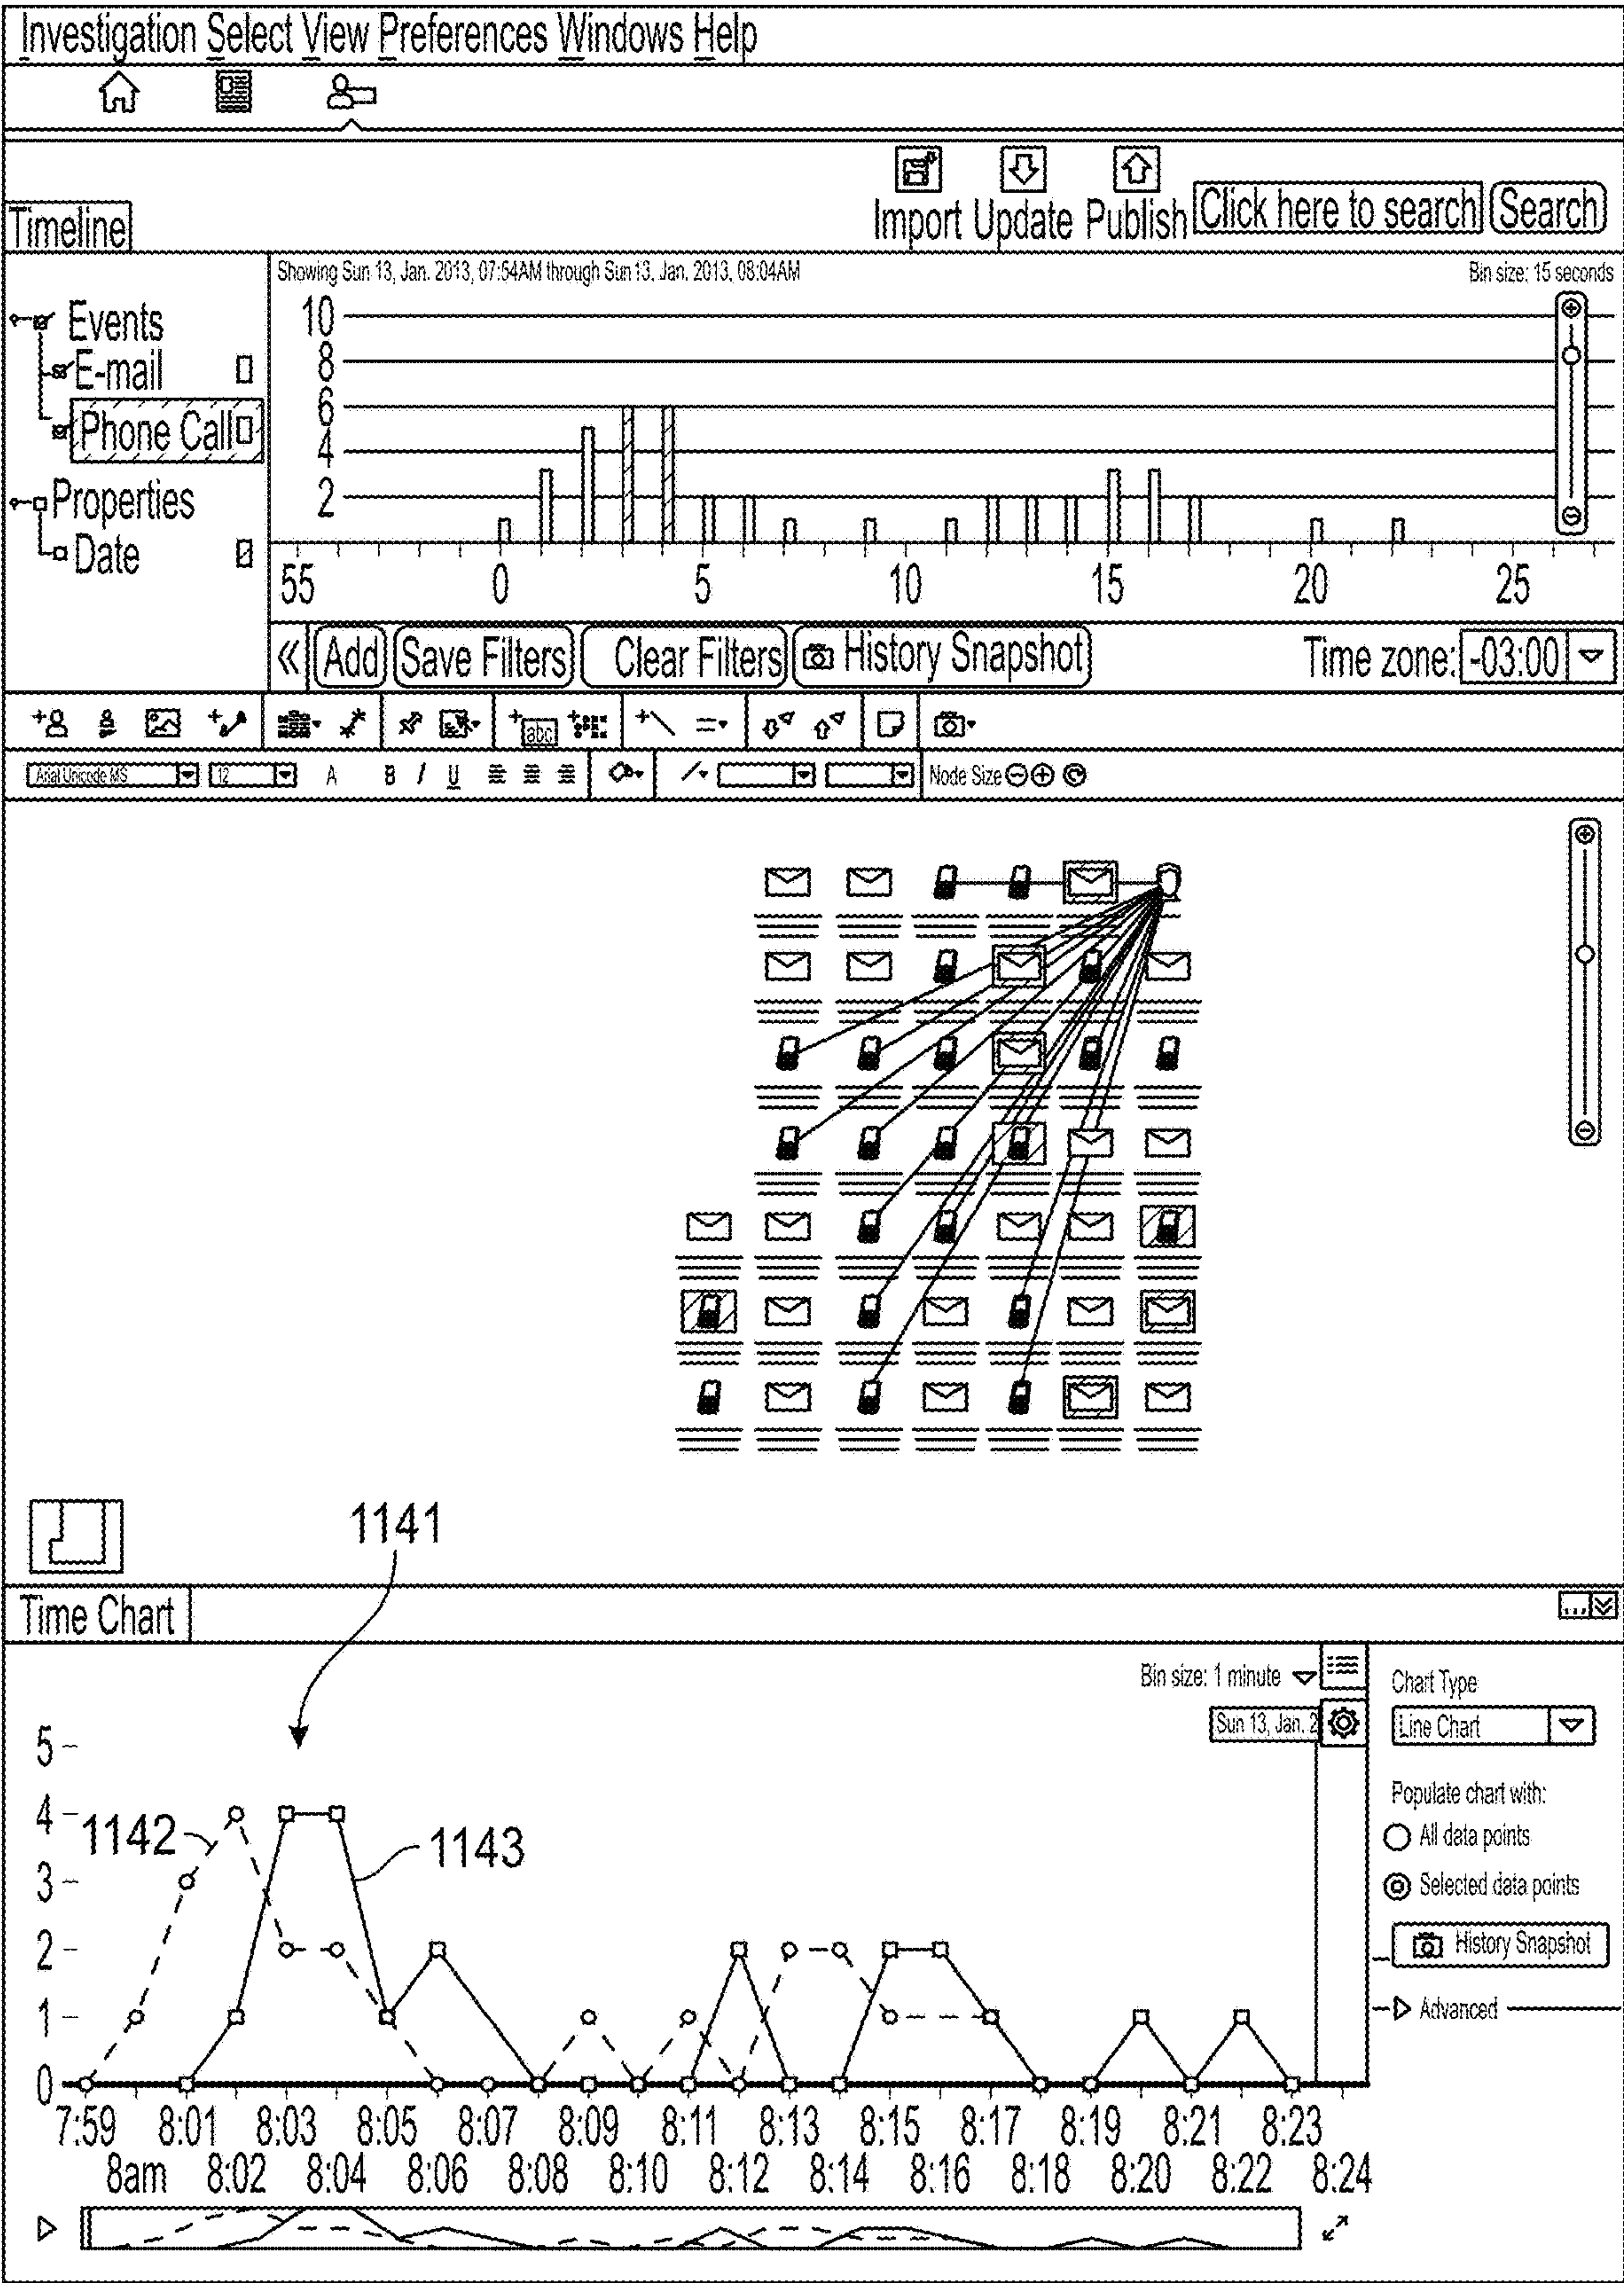 Investigation Select View Preferences Windows Help
Import Update Publish Click here to search Search
Timeline
Showing Sun 13, Jan. 2013, 07:54AM through Sun 13. Jan. 2013, 08:04AM Bin size: 15 seconds
Events
E-mail
Phone Call
Properties
Date
10
8
6
4
2
55 0 5 10 15 20 25
« Add Save Filters Clear Filters History Snapshot Time zone: -03:00
abc
Arial Unicode MS 12 A B I U Node Size
1141
Time Chart
Bin size: 1 minute
Sun 13, Jan. 2
Chart Type
Line Chart
Populate chart with:
All data points
Selected data points
History Snapshot
Advanced
5
4
3
2
1
0
1142
1143
7:59 8:01 8:03 8:05 8:07 8:09 8:11 8:13 8:15 8:17 8:19 8:21 8:23
8am 8:02 8:04 8:06 8:08 8:10 8:12 8:14 8:16 8:18 8:20 8:22 8:24